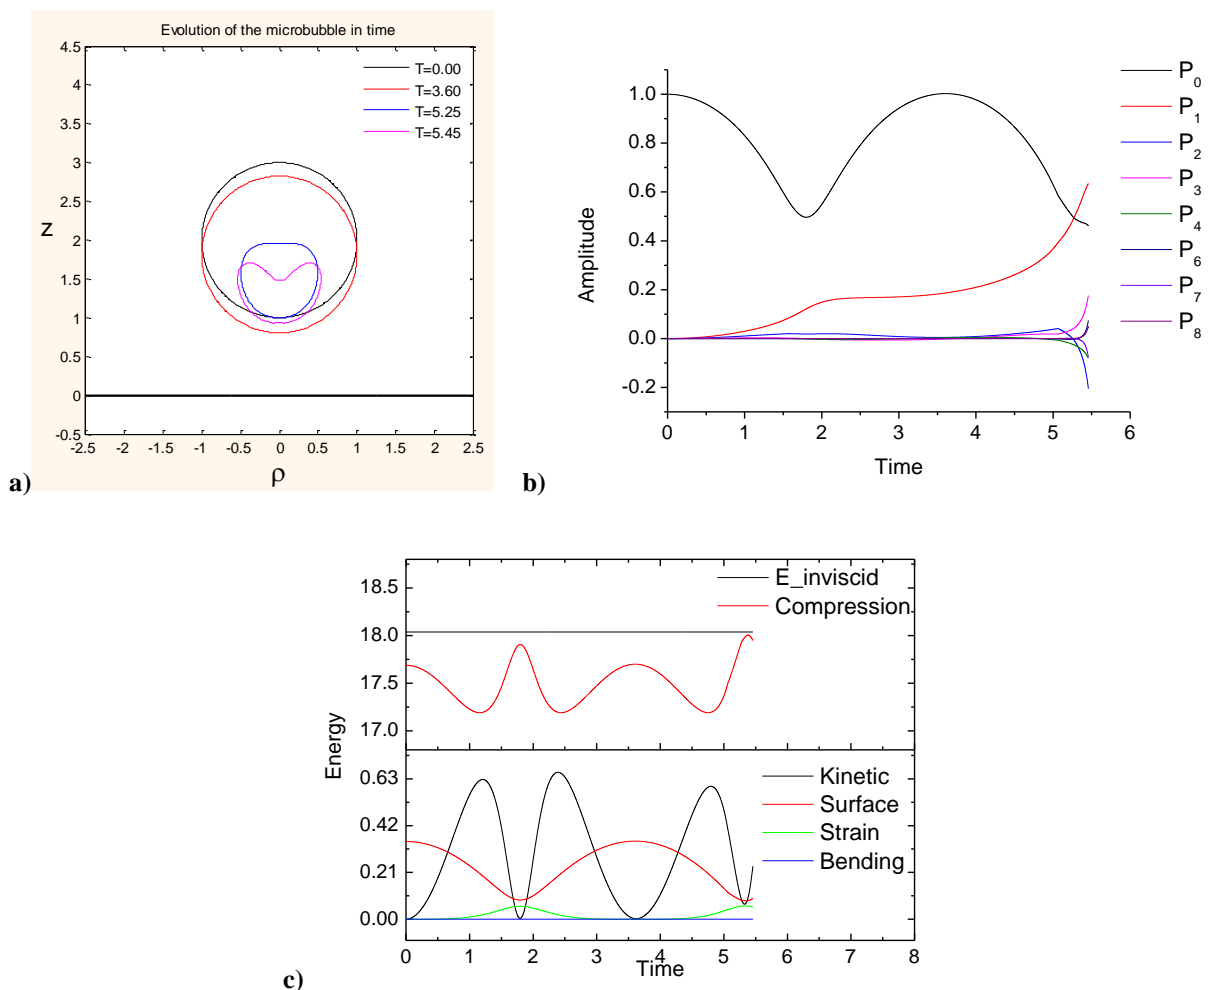 Evolution of the microbubble in time
4.5
4
3.5
3
2.5
2
1.5
1
0.5
0
-0.5
z
T=0.00
T=3.60
T=5.25
T=5.45
-2.5 -2 -1.5 -1 -0.5 0 0.5 1 1.5 2 2.5
ρ
a)
1.0
0.8
0.6
0.4
0.2
0.0
-0.2
Amplitude
P0
P1
P2
P3
P4
P6
P7
P8
0 1 2 3 4 5 6
Time
b)
E_inviscid
Compression
18.5
18.0
17.5
17.0
Energy
Kinetic
Surface
Strain
Bending
0.63
0.42
0.21
0.00
0 1 2 3 4 5 6 7 8
Time
c)